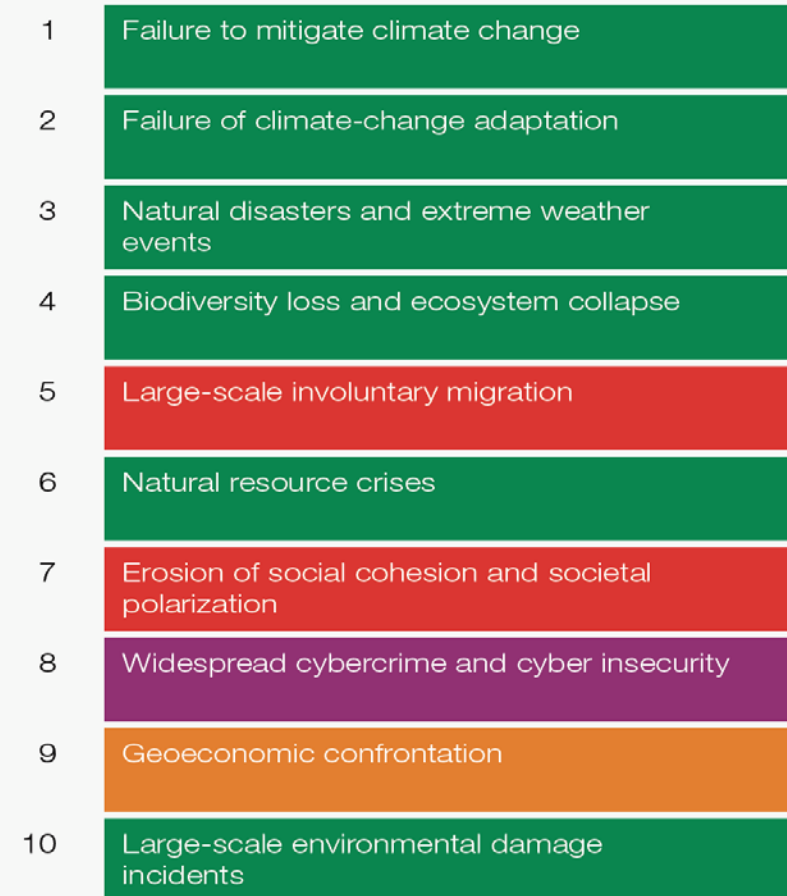 1 Failure to mitigate climate change
2 Failure of climate-change adaptation
3 Natural disasters and extreme weather
events
4 Biodiversity loss and ecosystem collapse
5 Large-scale involuntary migration
6 Natural resource crises
7 Erosion of social cohesion and societal
polarization
8 Widespread cybercrime and cyber insecurity
9 Geoeconomic confrontation
10 Large-scale environmental damage
incidents